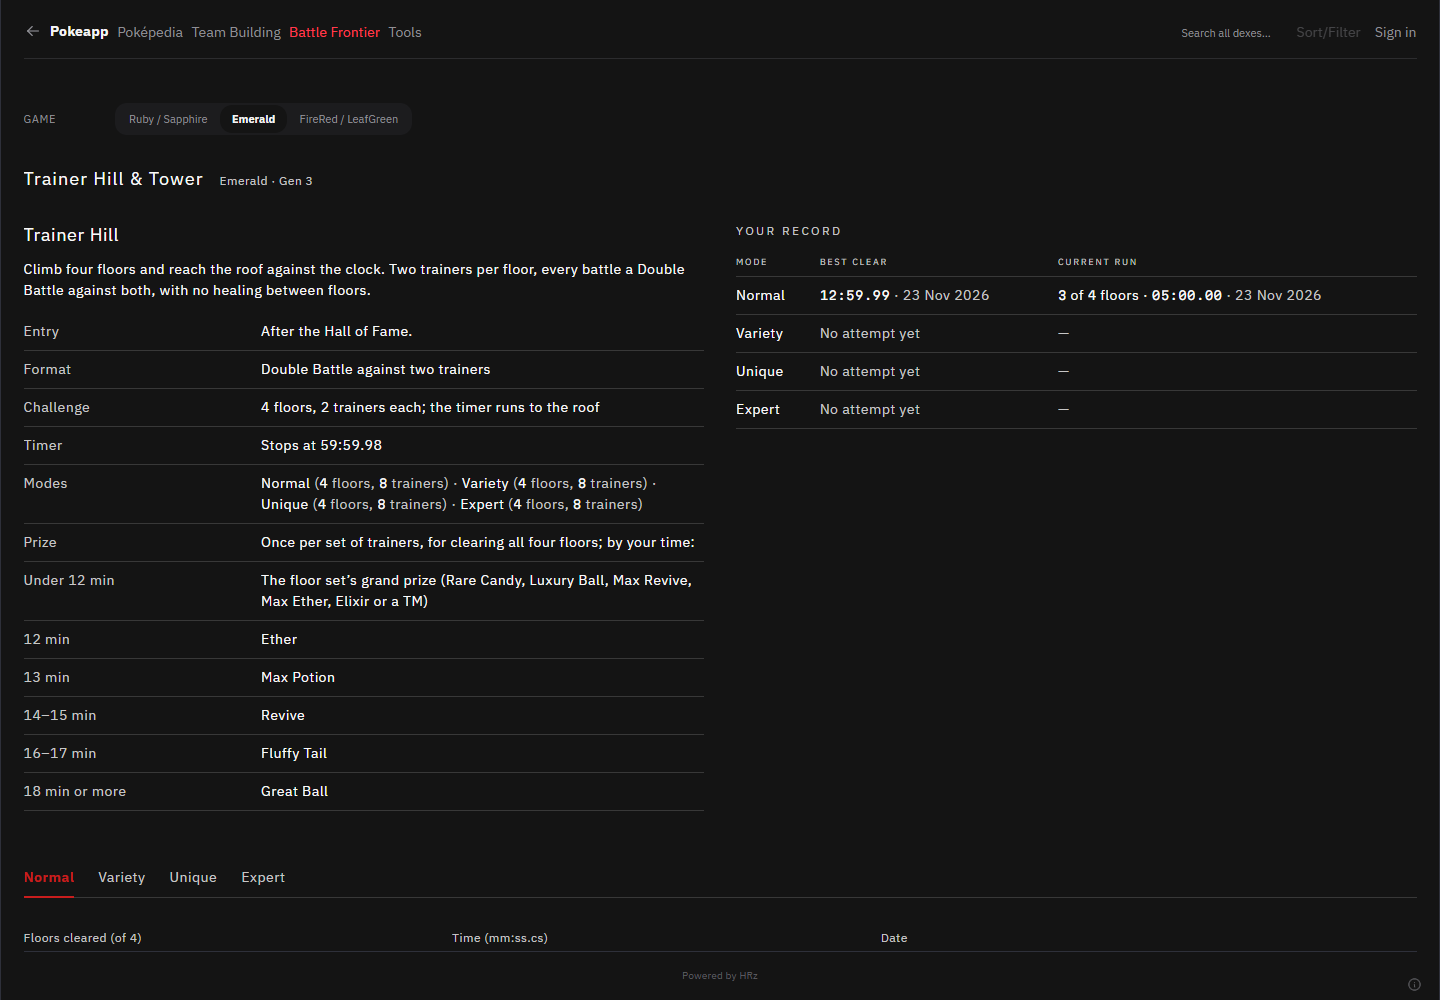 ← Pokeapp Poképedia Team Building Battle Frontier Tools Search all dexes... Sort/Filter Sign in
GAME Ruby / Sapphire Emerald FireRed / LeafGreen
Trainer Hill & Tower Emerald · Gen 3
Trainer Hill
Climb four floors and reach the roof against the clock. Two trainers per floor, every battle a Double
Battle against both, with no healing between floors.
Entry After the Hall of Fame.
Format Double Battle against two trainers
Challenge 4 floors, 2 trainers each; the timer runs to the roof
Timer Stops at 59:59.98
Modes Normal (4 floors, 8 trainers) · Variety (4 floors, 8 trainers) ·
Unique (4 floors, 8 trainers) · Expert (4 floors, 8 trainers)
Prize Once per set of trainers, for clearing all four floors; by your time:
Under 12 min The floor set’s grand prize (Rare Candy, Luxury Ball, Max Revive,
Max Ether, Elixir or a TM)
12 min Ether
13 min Max Potion
14–15 min Revive
16–17 min Fluffy Tail
18 min or more Great Ball
YOUR RECORD
MODE BEST CLEAR CURRENT RUN
Normal 12:59.99 · 23 Nov 2026 3 of 4 floors · 05:00.00 · 23 Nov 2026
Variety No attempt yet —
Unique No attempt yet —
Expert No attempt yet —
Normal Variety Unique Expert
Floors cleared (of 4) Time (mm:ss.cs) Date
Powered by HRz